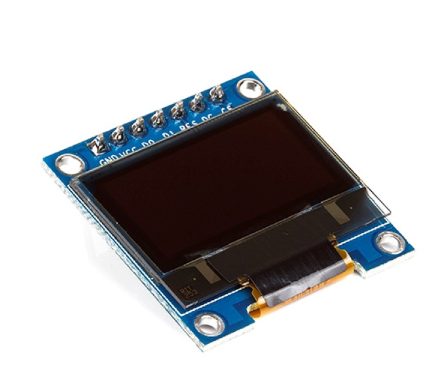 GND VCC D0 D1 RES DC CS